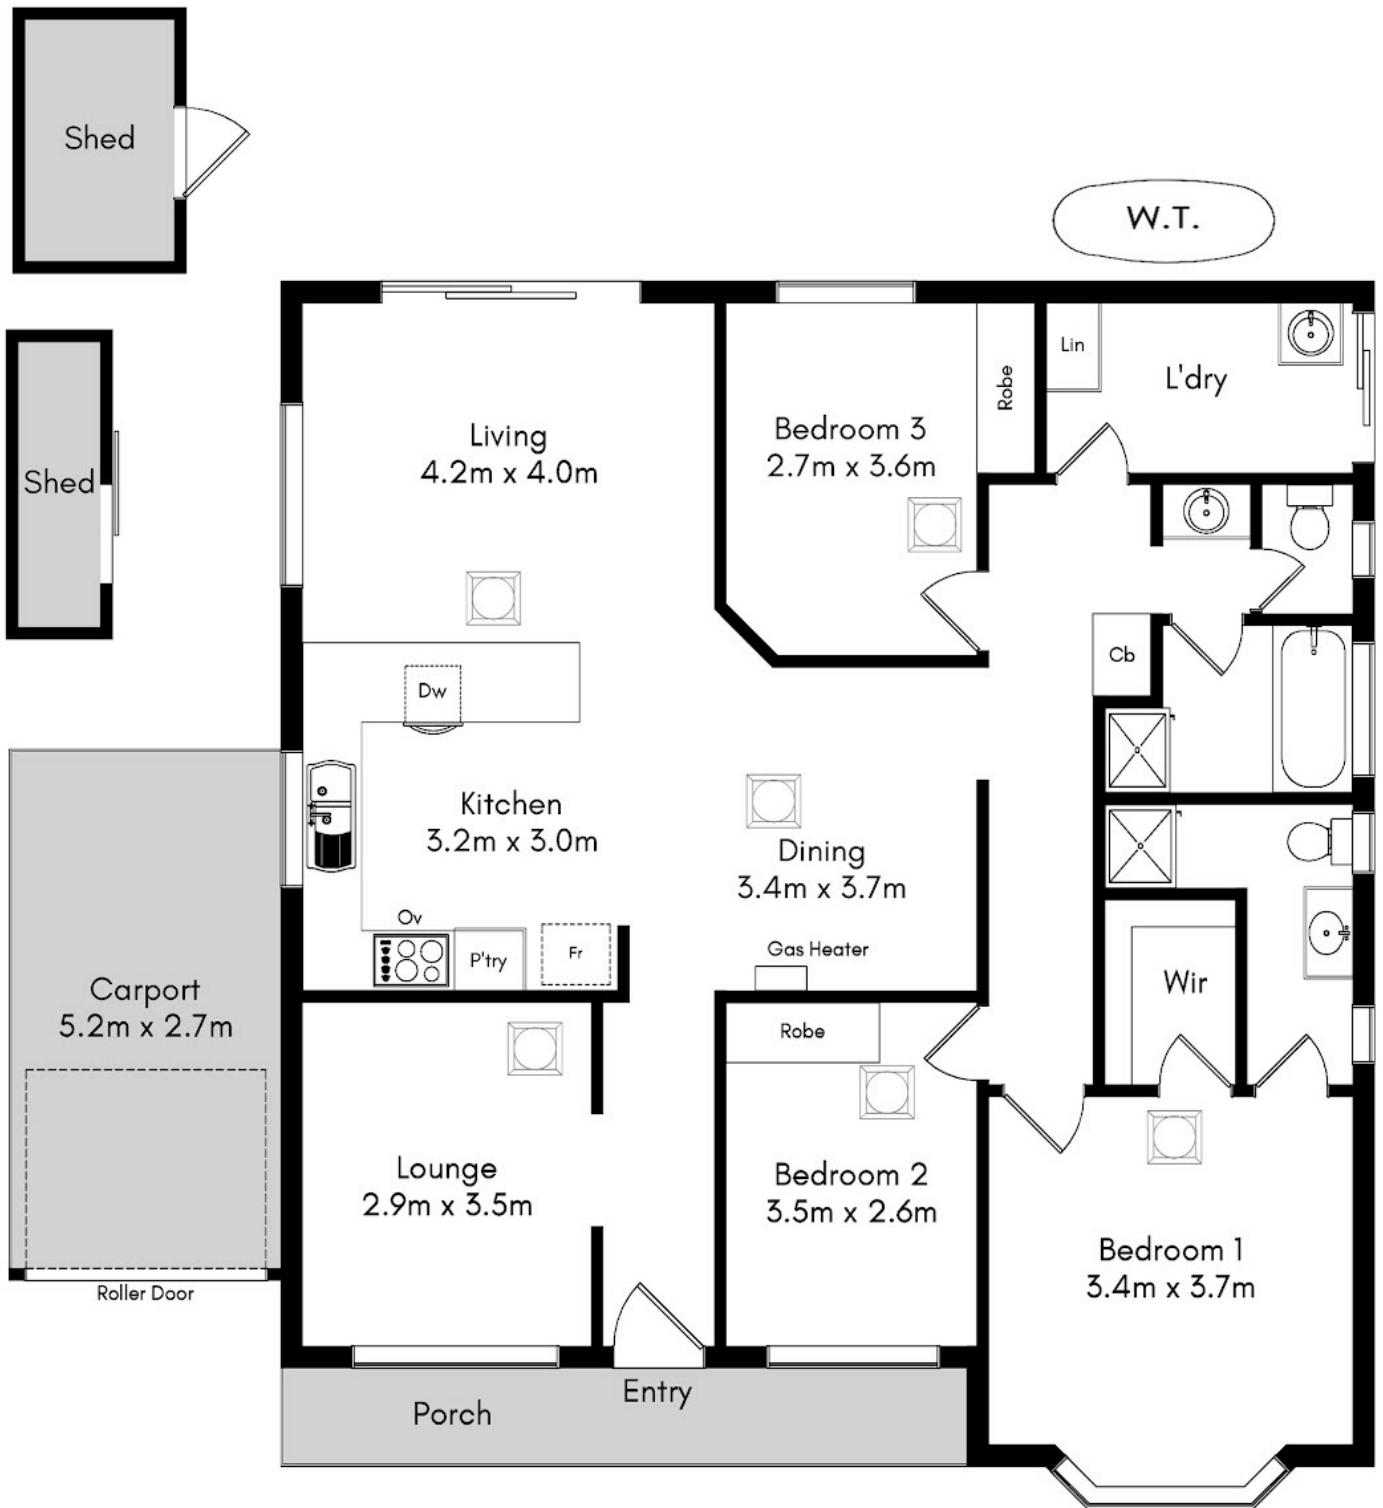 Shed
W.T.
Shed
Living
4.2m x 4.0m
Bedroom 3
2.7m x 3.6m
Robe
Lin
L'dry
Dw
Cb
Kitchen
3.2m x 3.0m
Dining
3.4m x 3.7m
Ov
P'try
Fr
Gas Heater
Carport
5.2m x 2.7m
Roller Door
Robe
Wir
Lounge
2.9m x 3.5m
Bedroom 2
3.5m x 2.6m
Bedroom 1
3.4m x 3.7m
Entry
Porch